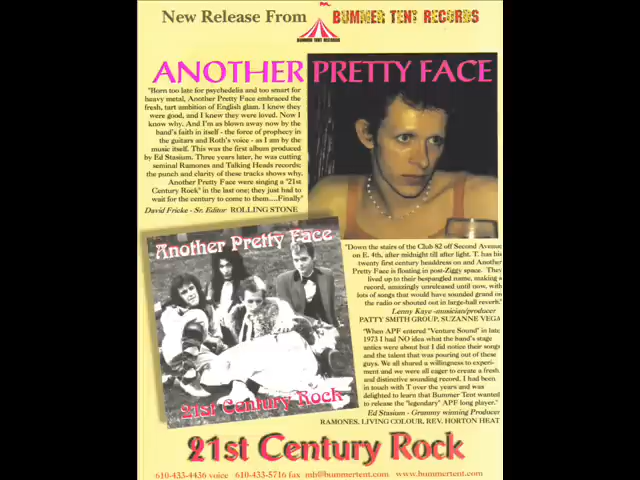 New Release From BUMMER TENT RECORDS
BUMMER TENT RECORDS
ANOTHER PRETTY FACE
"Born too late for psychedelia and too smart for
heavy metal, Another Pretty Face embraced the
fresh, tart ambition of English glam. I knew they
were good, and I knew they were loved. Now I
know why. And I'm as blown away now by the
band's faith in itself - the force of prophecy in
the guitars and Roth's voice - as I am by the
music itself. This was the first album produced
by Ed Stasium. Three years later, he was cutting
seminal Ramones and Talking Heads records;
the punch and clarity of these tracks shows why.
Another Pretty Face were singing a "21st
Century Rock" in the last one; they just had to
wait for the century to come to them....Finally"
David Fricke - Sr. Editor ROLLING STONE
Another Pretty Face
21st Century Rock
"Down the stairs of the Club 82 off Second Avenue
on E. 4th, after midnight till after light. T. has his
twenty first century headdress on and Another
Pretty Face is floating in post-Ziggy space. They
lived up to their bespangled name, making a
record, amazingly unreleased until now, with
lots of songs that would have sounded grand on
the radio or shouted out in large-hall reverb."
Lenny Kaye -musician/producer
PATTY SMITH GROUP, SUZANNE VEGA
"When APF entered "Venture Sound" in late
1973 I had NO idea what the band's stage
antics were about but I did notice their songs
and the talent that was pouring out of these
guys. We all shared a willingness to experi-
ment and we were all eager to create a fresh
and distinctive sounding record. I had been
in touch with T over the years and was
delighted to learn that Bummer Tent wanted
to release the "legendary" APF long player."
Ed Stasium - Grammy winning Producer
RAMONES, LIVING COLOUR, REV. HORTON HEAT
21st Century Rock
610-433-4436 voice 610-433-5716 fax mb@bummertent.com www.bummertent.com